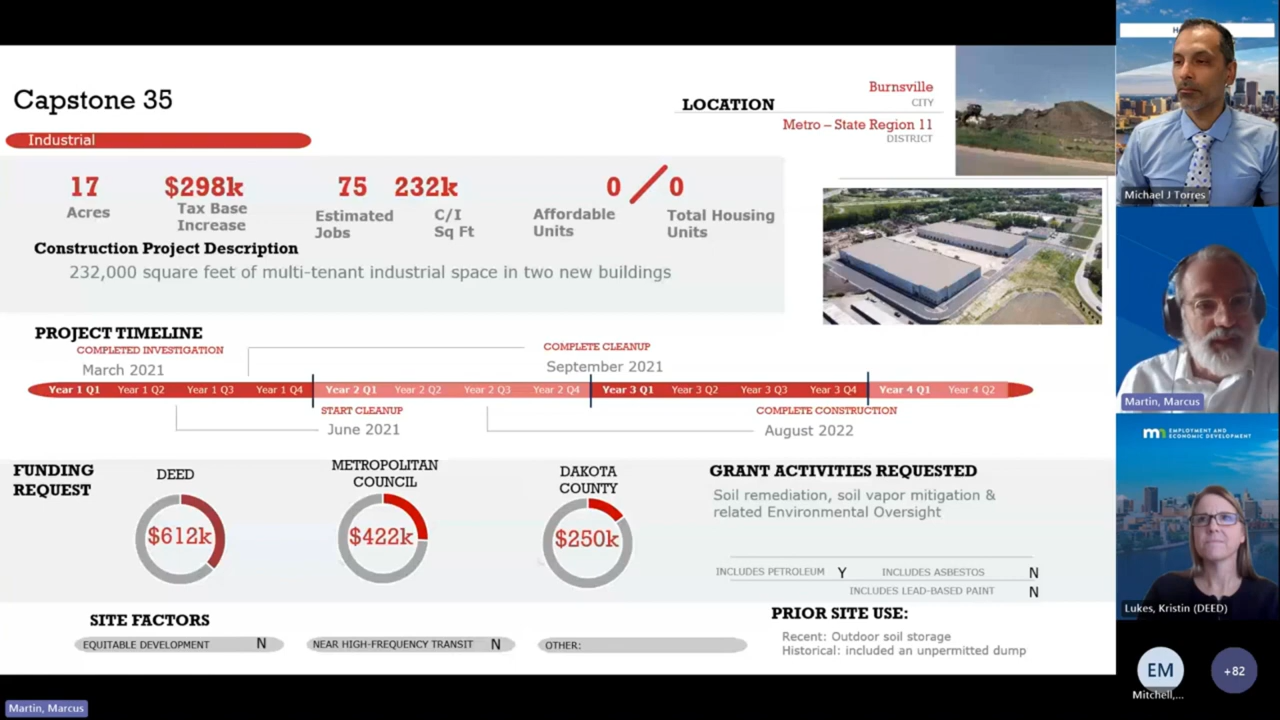 Capstone 35
Industrial
LOCATION
Burnsville
CITY
Metro – State Region 11
DISTRICT
17
Acres
$298k
Tax Base
Increase
75
Estimated
Jobs
232k
C/I
Sq Ft
0 / 0
Affordable
Units
Total Housing
Units
Construction Project Description
232,000 square feet of multi-tenant industrial space in two new buildings
PROJECT TIMELINE
COMPLETED INVESTIGATION
March 2021
COMPLETE CLEANUP
September 2021
Year 1 Q1 Year 1 Q2 Year 1 Q3 Year 1 Q4 Year 2 Q1 Year 2 Q2 Year 2 Q3 Year 2 Q4 Year 3 Q1 Year 3 Q2 Year 3 Q3 Year 3 Q4 Year 4 Q1 Year 4 Q2
START CLEANUP
June 2021
COMPLETE CONSTRUCTION
August 2022
FUNDING
REQUEST
DEED
$612k
METROPOLITAN
COUNCIL
$422k
DAKOTA
COUNTY
$250k
GRANT ACTIVITIES REQUESTED
Soil remediation, soil vapor mitigation &
related Environmental Oversight
INCLUDES PETROLEUM Y INCLUDES ASBESTOS N
INCLUDES LEAD-BASED PAINT N
SITE FACTORS
EQUITABLE DEVELOPMENT N
NEAR HIGH-FREQUENCY TRANSIT N
OTHER:
PRIOR SITE USE:
Recent: Outdoor soil storage
Historical: included an unpermitted dump
Michael J Torres
Martin, Marcus
mn EMPLOYMENT AND
ECONOMIC DEVELOPMENT
Lukes, Kristin (DEED)
EM
Mitchell,...
+82
Martin, Marcus